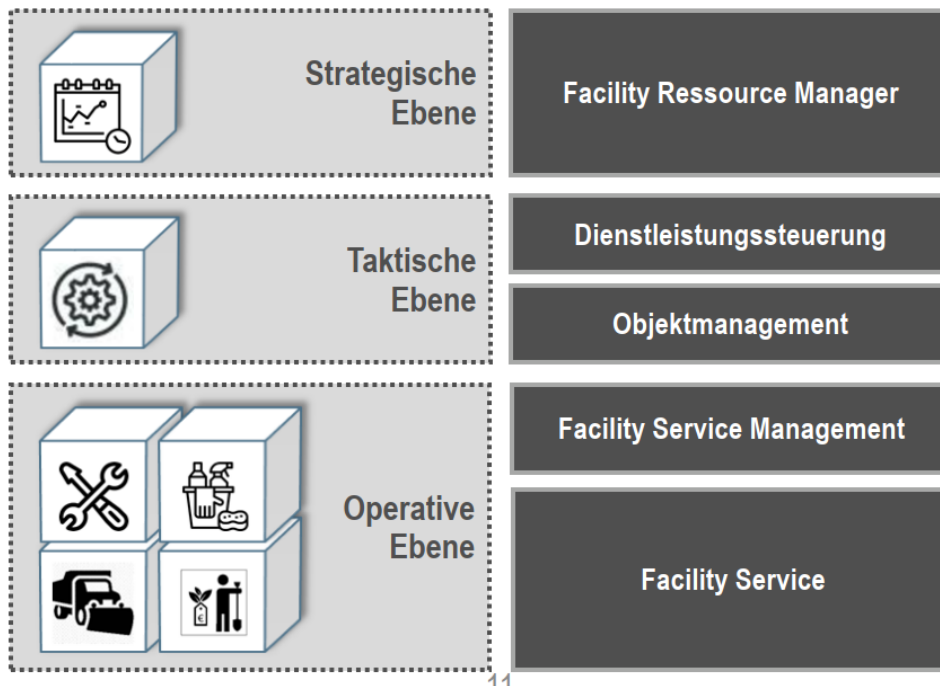 Strategische
Ebene
Facility Ressource Manager
Taktische
Ebene
Dienstleistungssteuerung
Objektmanagement
Operative
Ebene
Facility Service Management
Facility Service
€
11